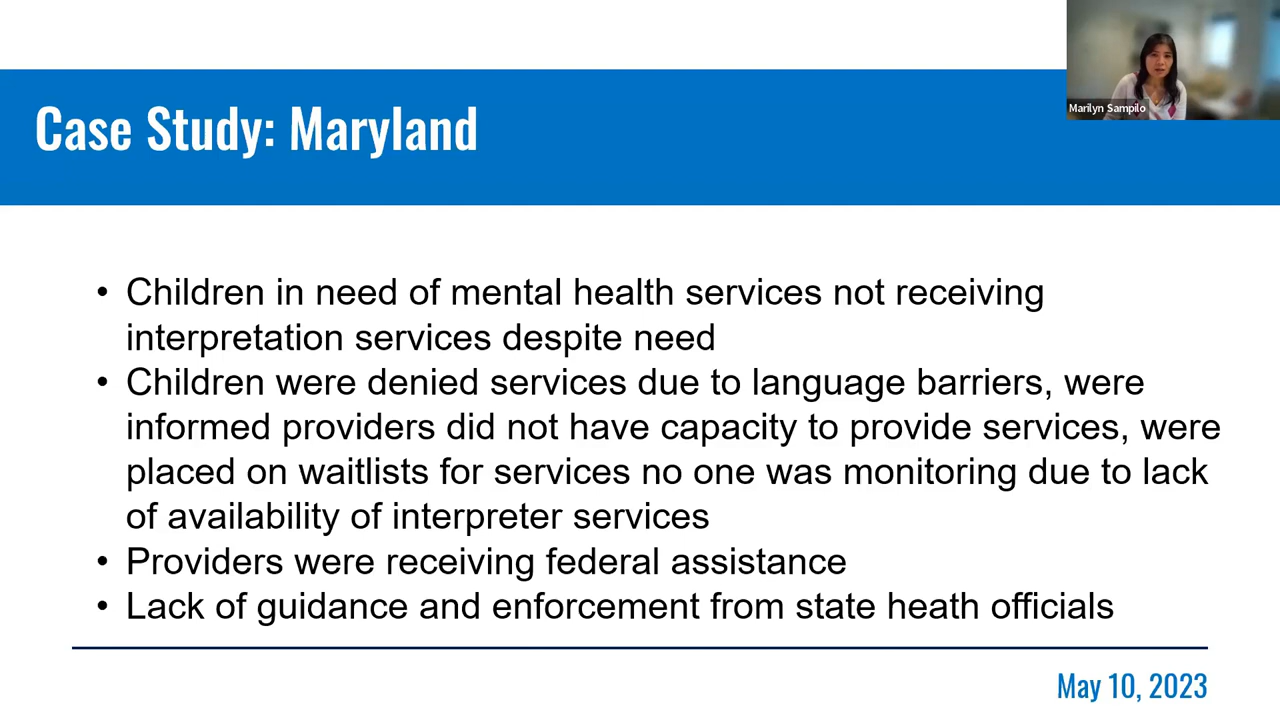 Marilyn Sampilo
Case Study: Maryland
• Children in need of mental health services not receiving
interpretation services despite need
• Children were denied services due to language barriers, were
informed providers did not have capacity to provide services, were
placed on waitlists for services no one was monitoring due to lack
of availability of interpreter services
• Providers were receiving federal assistance
• Lack of guidance and enforcement from state heath officials
May 10, 2023